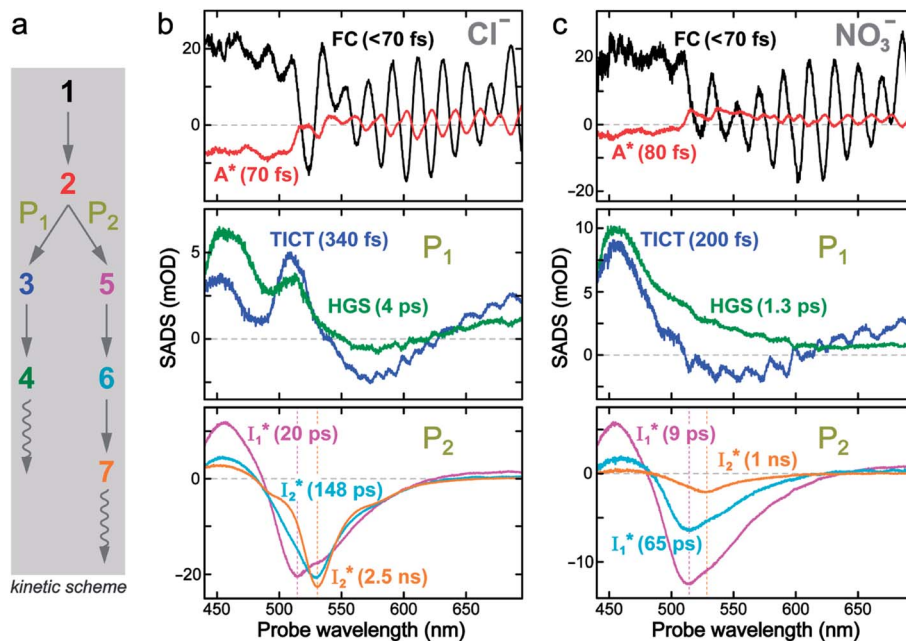 a
1
2
P₁
P₂
3
5
4
6
7
kinetic scheme
b
Cl⁻
FC (<70 fs)
A* (70 fs)
20
0
TICT (340 fs)
P₁
HGS (4 ps)
5
0
SADS (mOD)
I₁* (20 ps)
P₂
I₂* (148 ps)
I₂* (2.5 ns)
0
−20
450 500 550 600 650
Probe wavelength (nm)
c
NO₃⁻
FC (<70 fs)
A* (80 fs)
20
0
−20
TICT (200 fs)
P₁
HGS (1.3 ps)
10
5
0
SADS (mOD)
I₁* (9 ps)
P₂
I₂* (1 ns)
I₁* (65 ps)
5
0
−5
−10
450 500 550 600 650
Probe wavelength (nm)